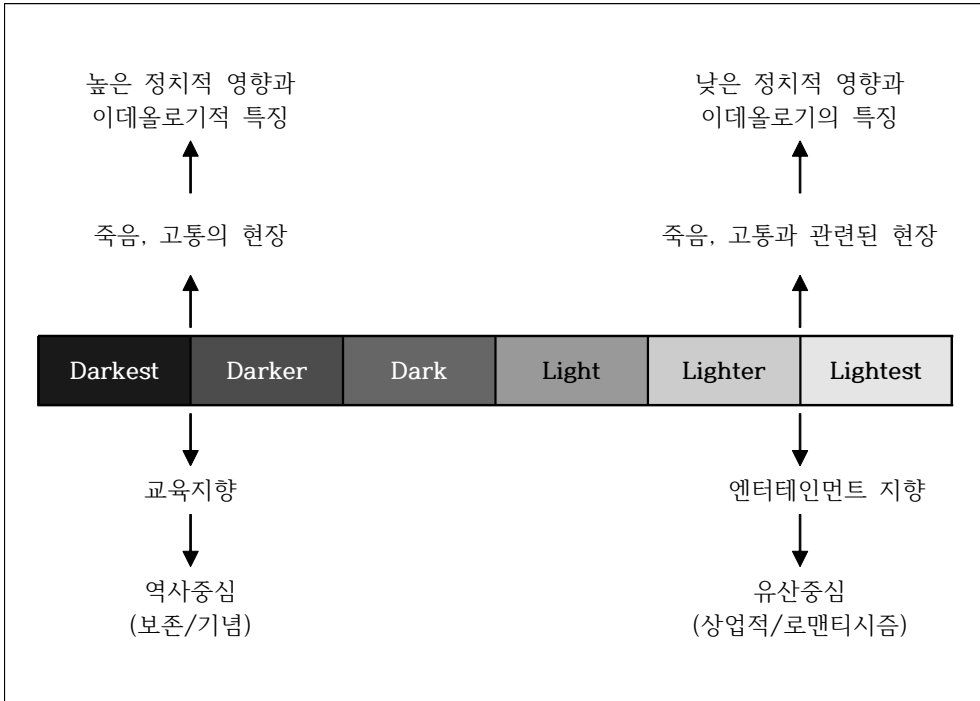 높은 정치적 영향과
이데올로기적 특징
낮은 정치적 영향과
이데올로기의 특징
죽음, 고통의 현장
죽음, 고통과 관련된 현장
Darkest Darker Dark Light Lighter Lightest
교육지향
엔터테인먼트 지향
역사중심
(보존/기념)
유산중심
(상업적/로맨티시즘)